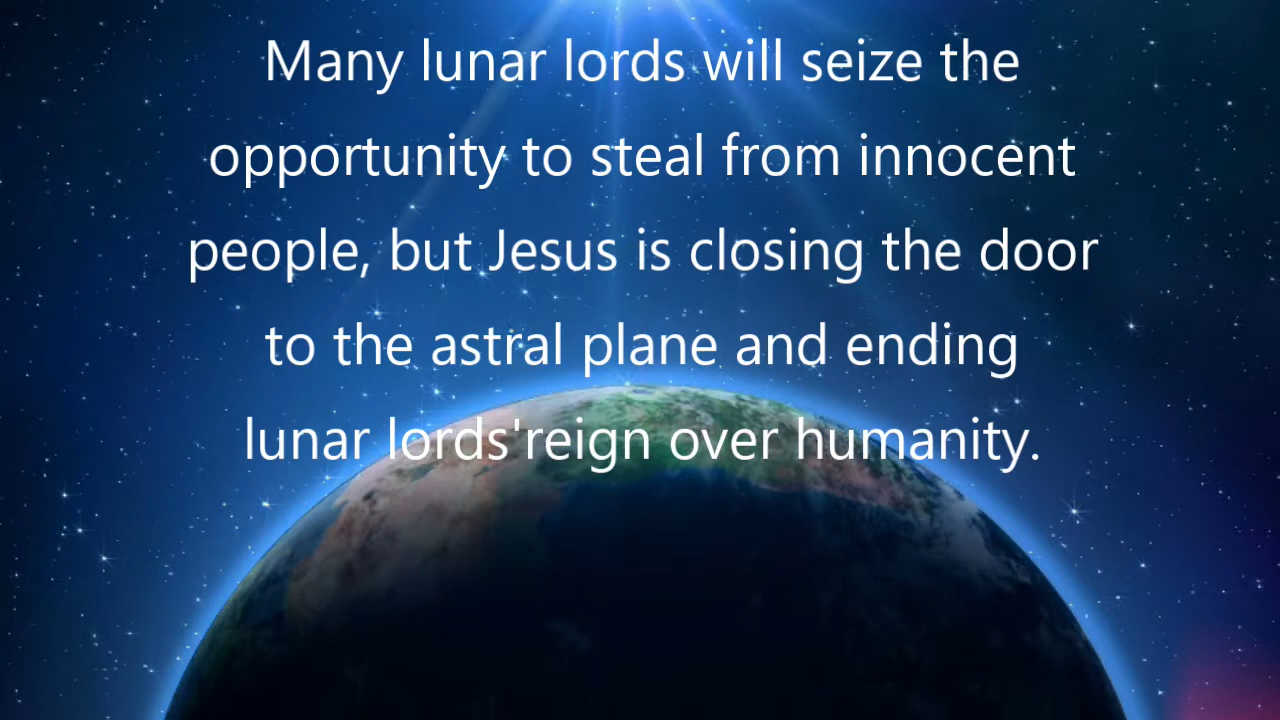 Many lunar lords will seize the
opportunity to steal from innocent
people, but Jesus is closing the door
to the astral plane and ending
lunar lords'reign over humanity.